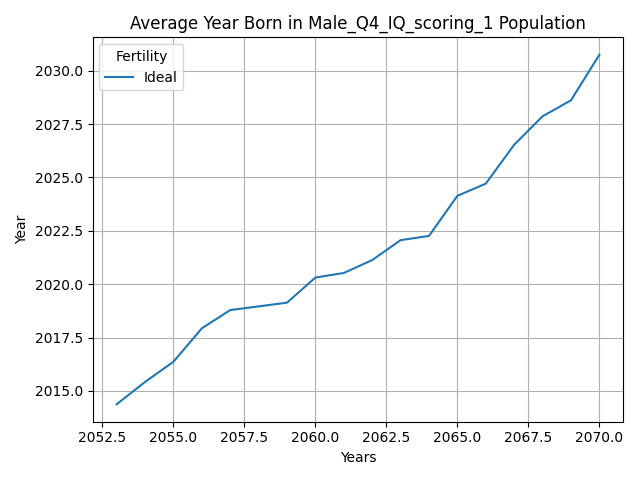 Average Year Born in Male_Q4_IQ_scoring_1 Population
Fertility
Ideal
2030.0
2027.5
2025.0
2022.5
2020.0
2017.5
2015.0
Year
2052.5 2055.0 2057.5 2060.0 2062.5 2065.0 2067.5 2070.0
Years